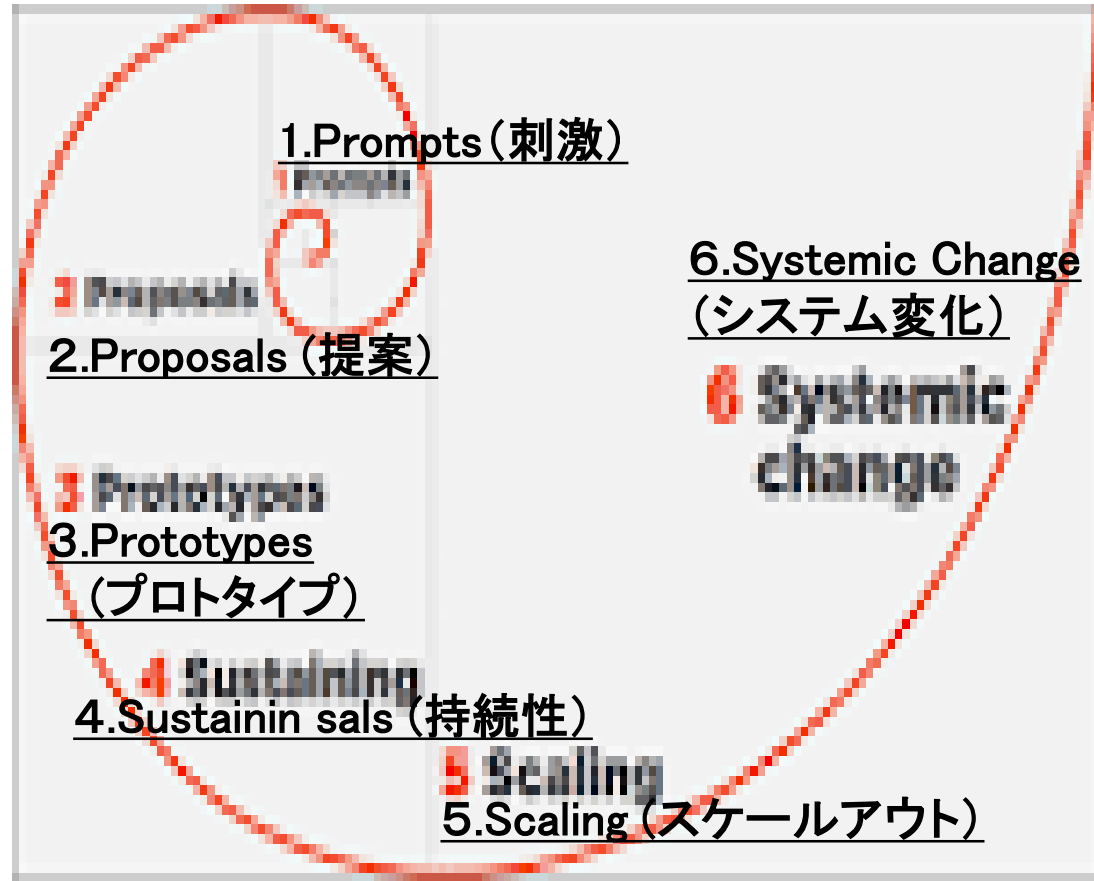 1.Prompts（刺激）
1 Prompts
2 Proposals
2.Proposals（提案）
3 Prototypes
3.Prototypes
（プロトタイプ）
4 Sustaining
4.Sustainin sals（持続性）
5 Scaling
5.Scaling（スケールアウト）
6.Systemic Change
（システム変化）
6 Systemic
change